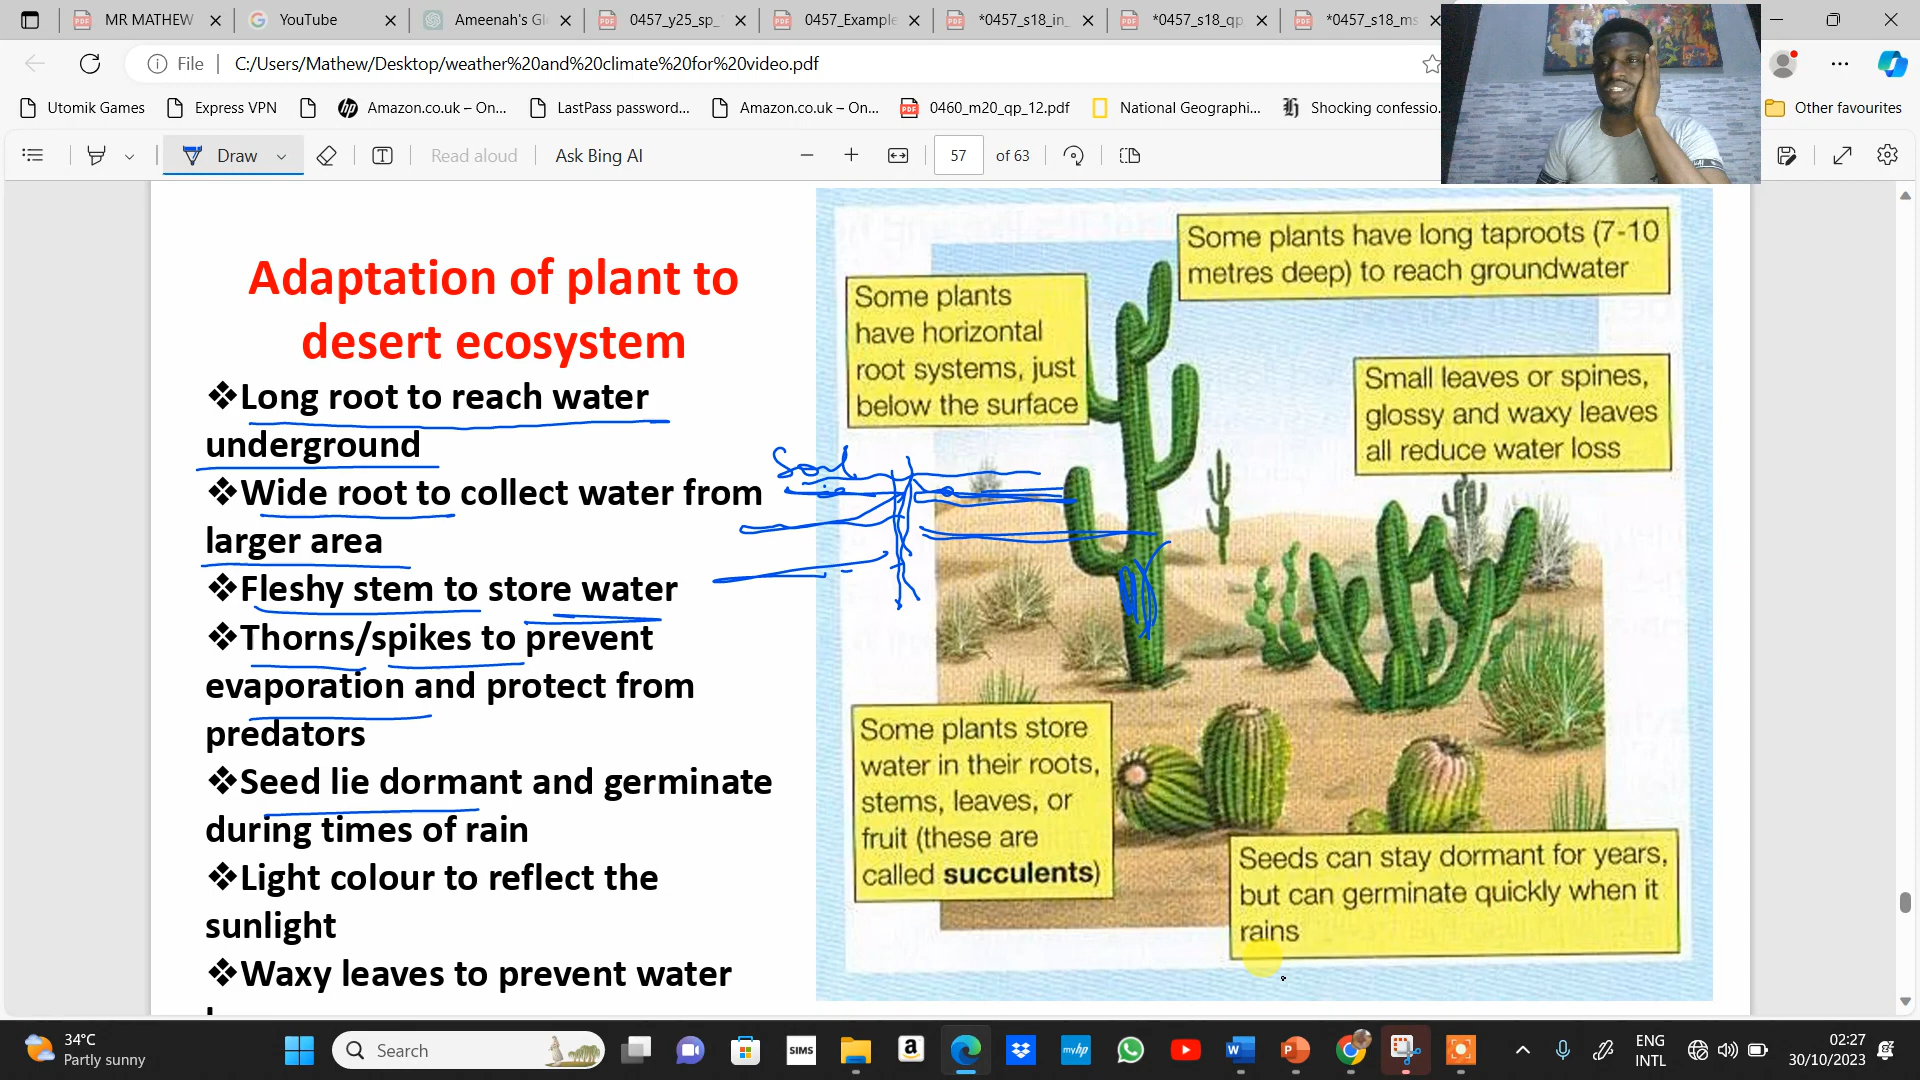 MR MATHEW
YouTube
Ameenah's Gl
0457_y25_sp_
0457_Example
*0457_s18_in_
*0457_s18_qp
*0457_s18_ms
File
C:/Users/Mathew/Desktop/weather%20and%20climate%20for%20video.pdf
Utomik Games
Express VPN
Amazon.co.uk – On...
LastPass password...
Amazon.co.uk – On...
0460_m20_qp_12.pdf
National Geographi...
Shocking confessio...
Other favourites
Draw
Read aloud
Ask Bing AI
57
of 63
Adaptation of plant to
desert ecosystem
❖Long root to reach water
underground
❖Wide root to collect water from
larger area
❖Fleshy stem to store water
❖Thorns/spikes to prevent
evaporation and protect from
predators
❖Seed lie dormant and germinate
during times of rain
❖Light colour to reflect the
sunlight
❖Waxy leaves to prevent water
Soil
Some plants have long taproots (7-10
metres deep) to reach groundwater
Some plants
have horizontal
root systems, just
below the surface
Small leaves or spines,
glossy and waxy leaves
all reduce water loss
Some plants store
water in their roots,
stems, leaves, or
fruit (these are
called succulents)
Seeds can stay dormant for years,
but can germinate quickly when it
rains
34°C
Partly sunny
Search
SIMS
myhp
ENG
INTL
02:27
30/10/2023